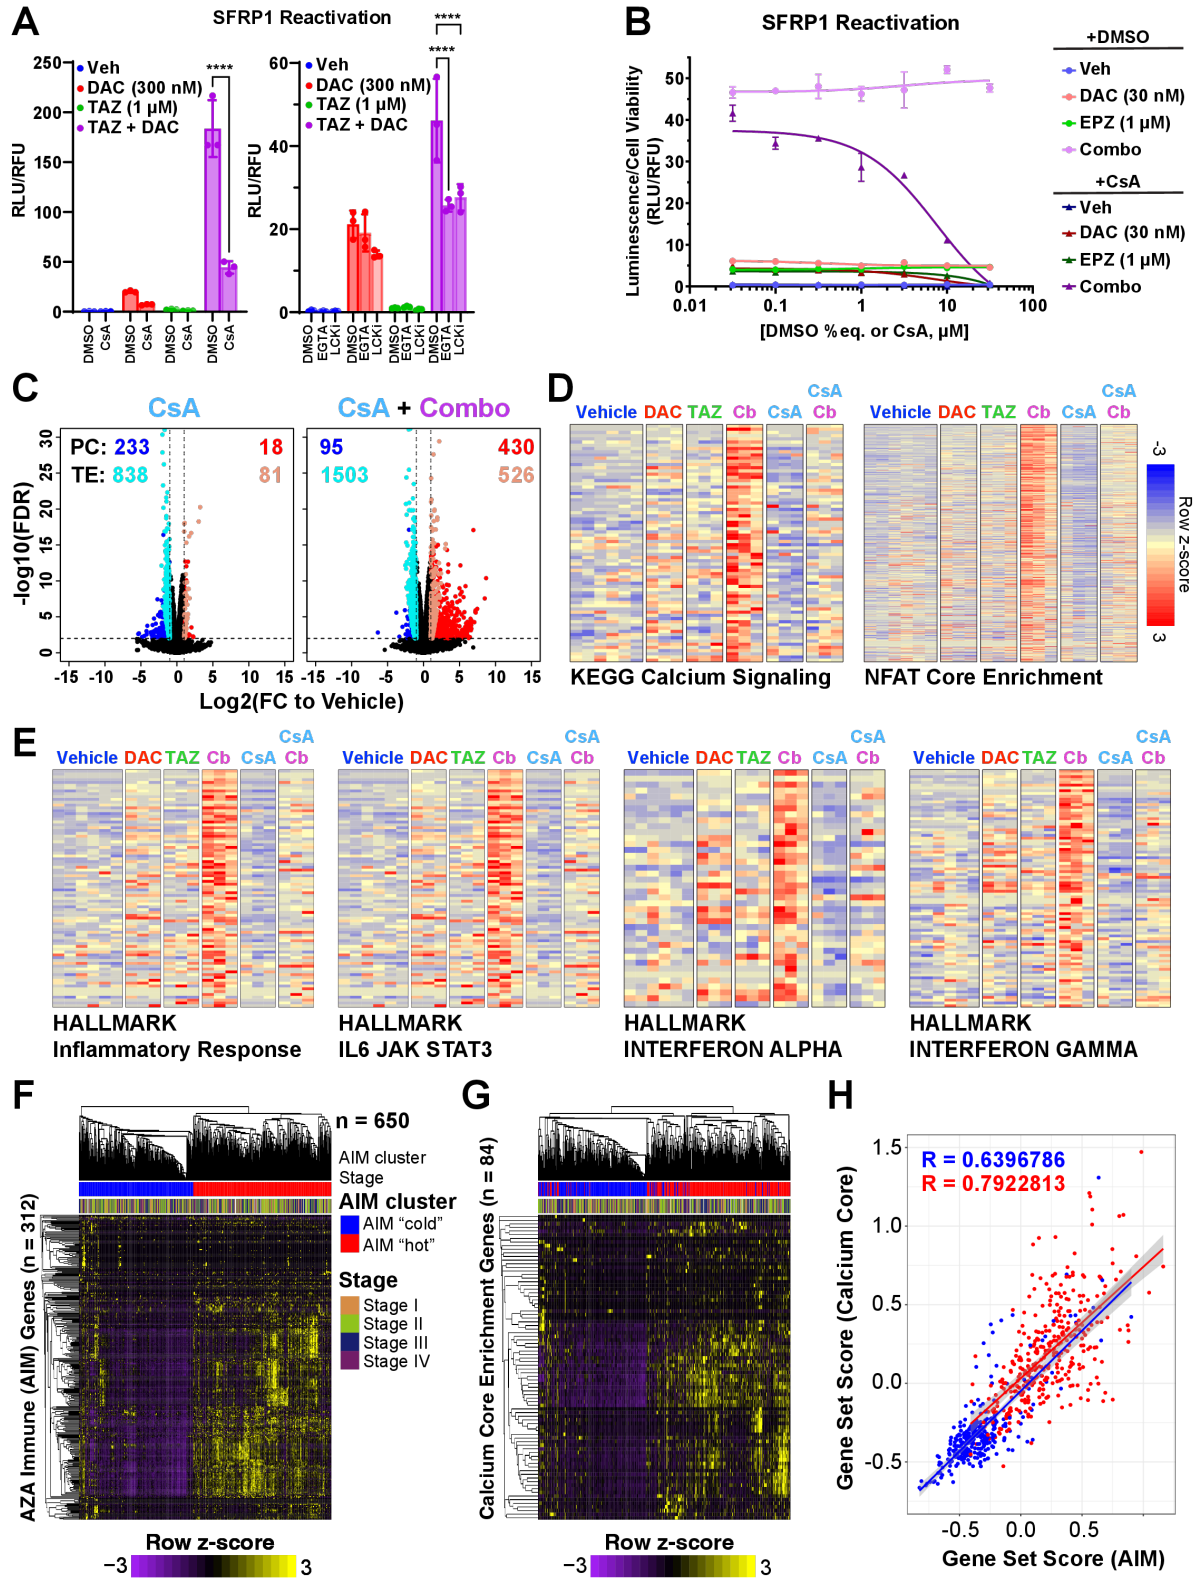 A
SFRP1 Reactivation
250
200
150
100
50
0
RLU/RFU
Veh
DAC (300 nM)
TAZ (1 µM)
TAZ + DAC
****
DMSO
CsA
DMSO
CsA
DMSO
CsA
DMSO
CsA
60
40
20
0
RLU/RFU
Veh
DAC (300 nM)
TAZ (1 µM)
TAZ + DAC
****
****
DMSO
EGTA
LCKi
DMSO
EGTA
LCKi
DMSO
EGTA
LCKi
DMSO
EGTA
LCKi
B
SFRP1 Reactivation
Luminescence/Cell Viability
(RLU/RFU)
50
40
30
20
10
0
0.01
0.1
1
10
100
[DMSO %eq. or CsA, µM]
+DMSO
Veh
DAC (30 nM)
EPZ (1 µM)
Combo
+CsA
Veh
DAC (30 nM)
EPZ (1 µM)
Combo
C
CsA
CsA + Combo
PC: 233 18
TE: 838 81
95 430
1503 526
-log10(FDR)
30
25
20
15
10
5
0
-15 -10 -5 0 5 10 15
-15 -10 -5 0 5 10 15
Log2(FC to Vehicle)
D
Vehicle DAC TAZ Cb CsA CsA Cb
KEGG Calcium Signaling
Vehicle DAC TAZ Cb CsA CsA Cb
NFAT Core Enrichment
-3
Row z-score
3
E
Vehicle DAC TAZ Cb CsA CsA Cb
HALLMARK
Inflammatory Response
Vehicle DAC TAZ Cb CsA CsA Cb
HALLMARK
IL6 JAK STAT3
Vehicle DAC TAZ Cb CsA CsA Cb
HALLMARK
INTERFERON ALPHA
Vehicle DAC TAZ Cb CsA CsA Cb
HALLMARK
INTERFERON GAMMA
F
n = 650
AIM cluster
Stage
AIM cluster
AIM “cold”
AIM “hot”
Stage
Stage I
Stage II
Stage III
Stage IV
AZA Immune (AIM) Genes (n = 312)
Row z-score
−3 3
G
Calcium Core Enrichment Genes (n = 84)
Row z-score
−3 3
H
R = 0.6396786
R = 0.7922813
Gene Set Score (Calcium Core)
1.5
1.0
0.5
0.0
-0.5
-0.5 0.0 0.5
Gene Set Score (AIM)